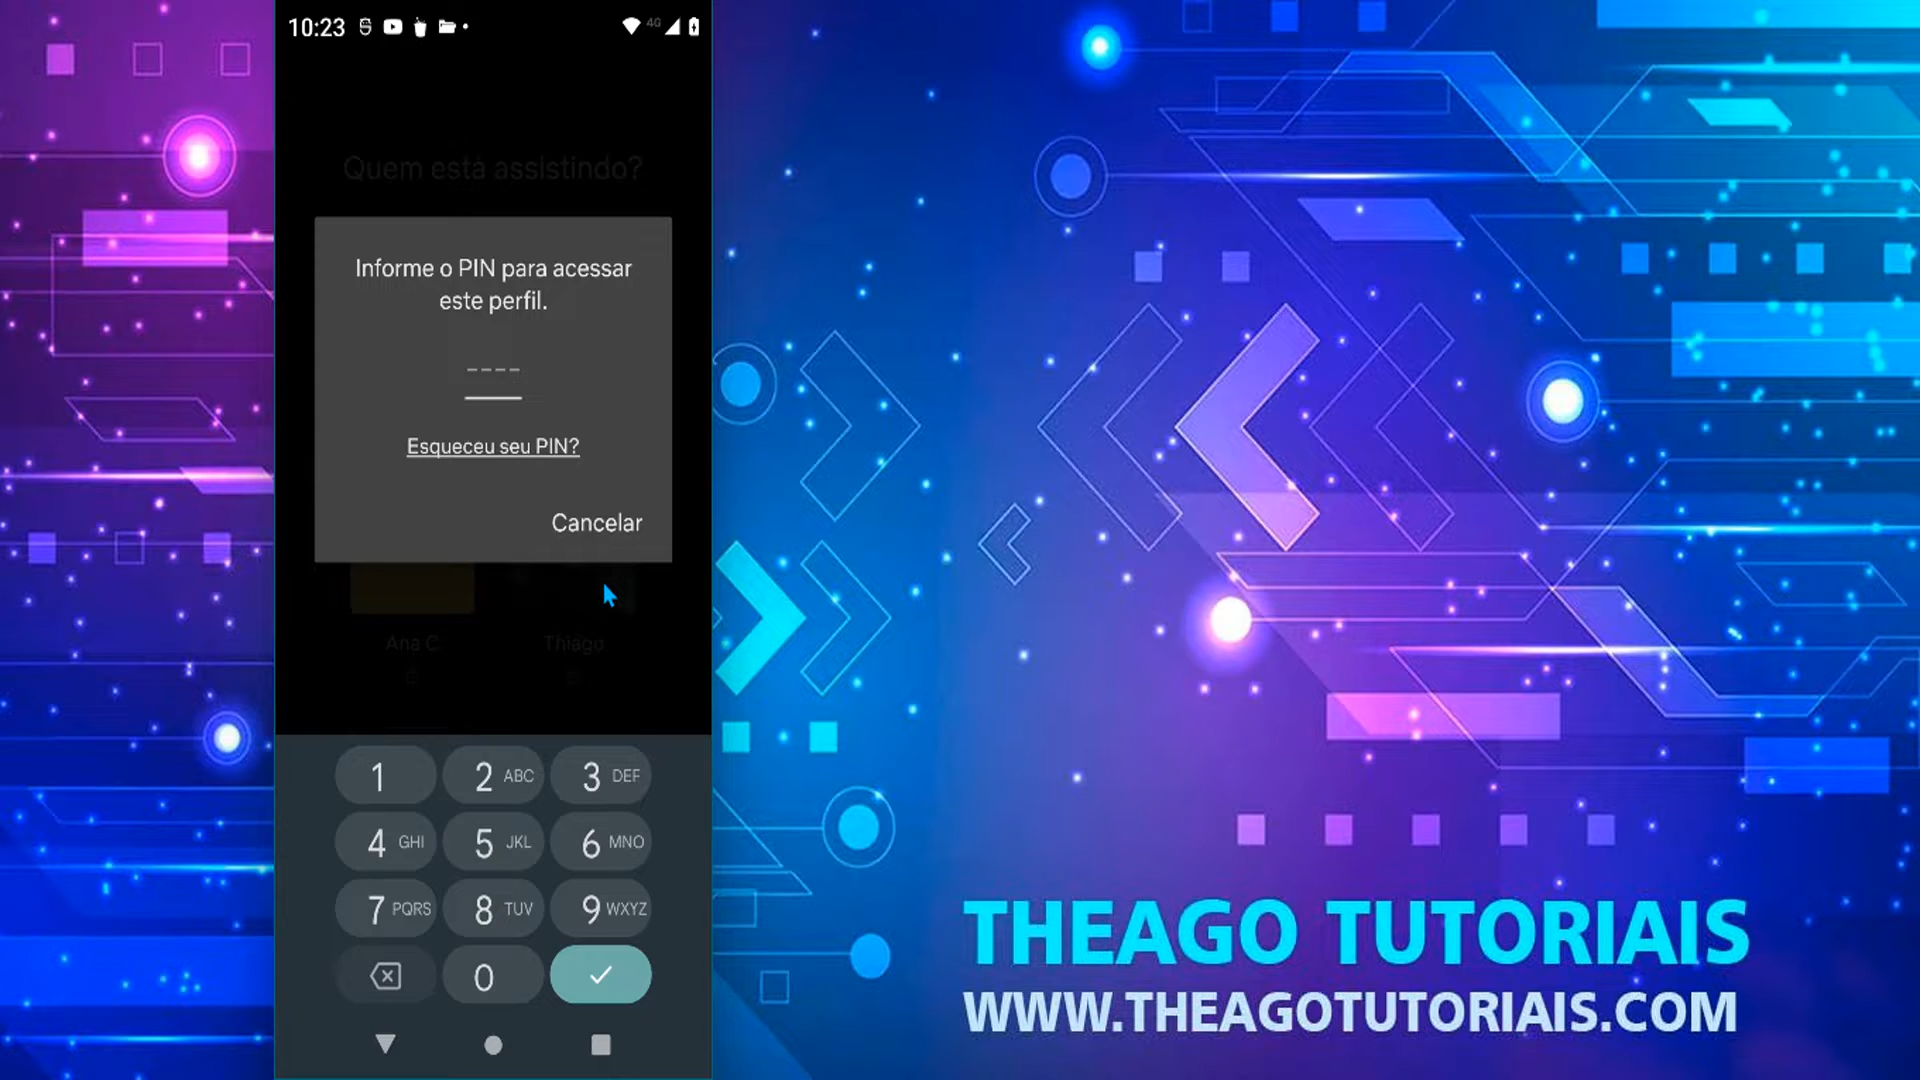 10:23
4G
Quem está assistindo?
Informe o PIN para acessar
este perfil.
Esqueceu seu PIN?
Cancelar
Ana C
Thiago
1
2 ABC
3 DEF
4 GHI
5 JKL
6 MNO
7 PQRS
8 TUV
9 WXYZ
0
THEAGO TUTORIAIS
WWW.THEAGOTUTORIAIS.COM